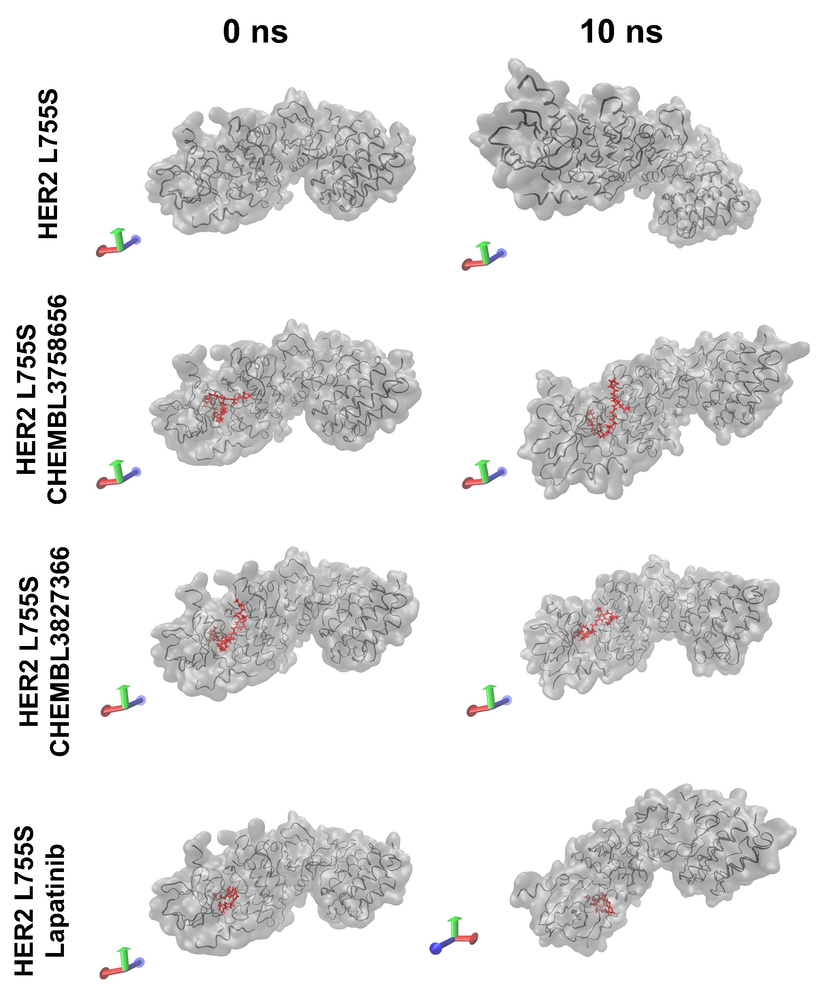 0 ns
10 ns
HER2 L755S
HER2 L755S
CHEMBL3758656
HER2 L755S
CHEMBL3827366
HER2 L755S
Lapatinib